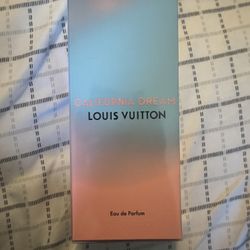 CALIFORNIA DREAM
LOUIS VUITTON
Eau de Parfum